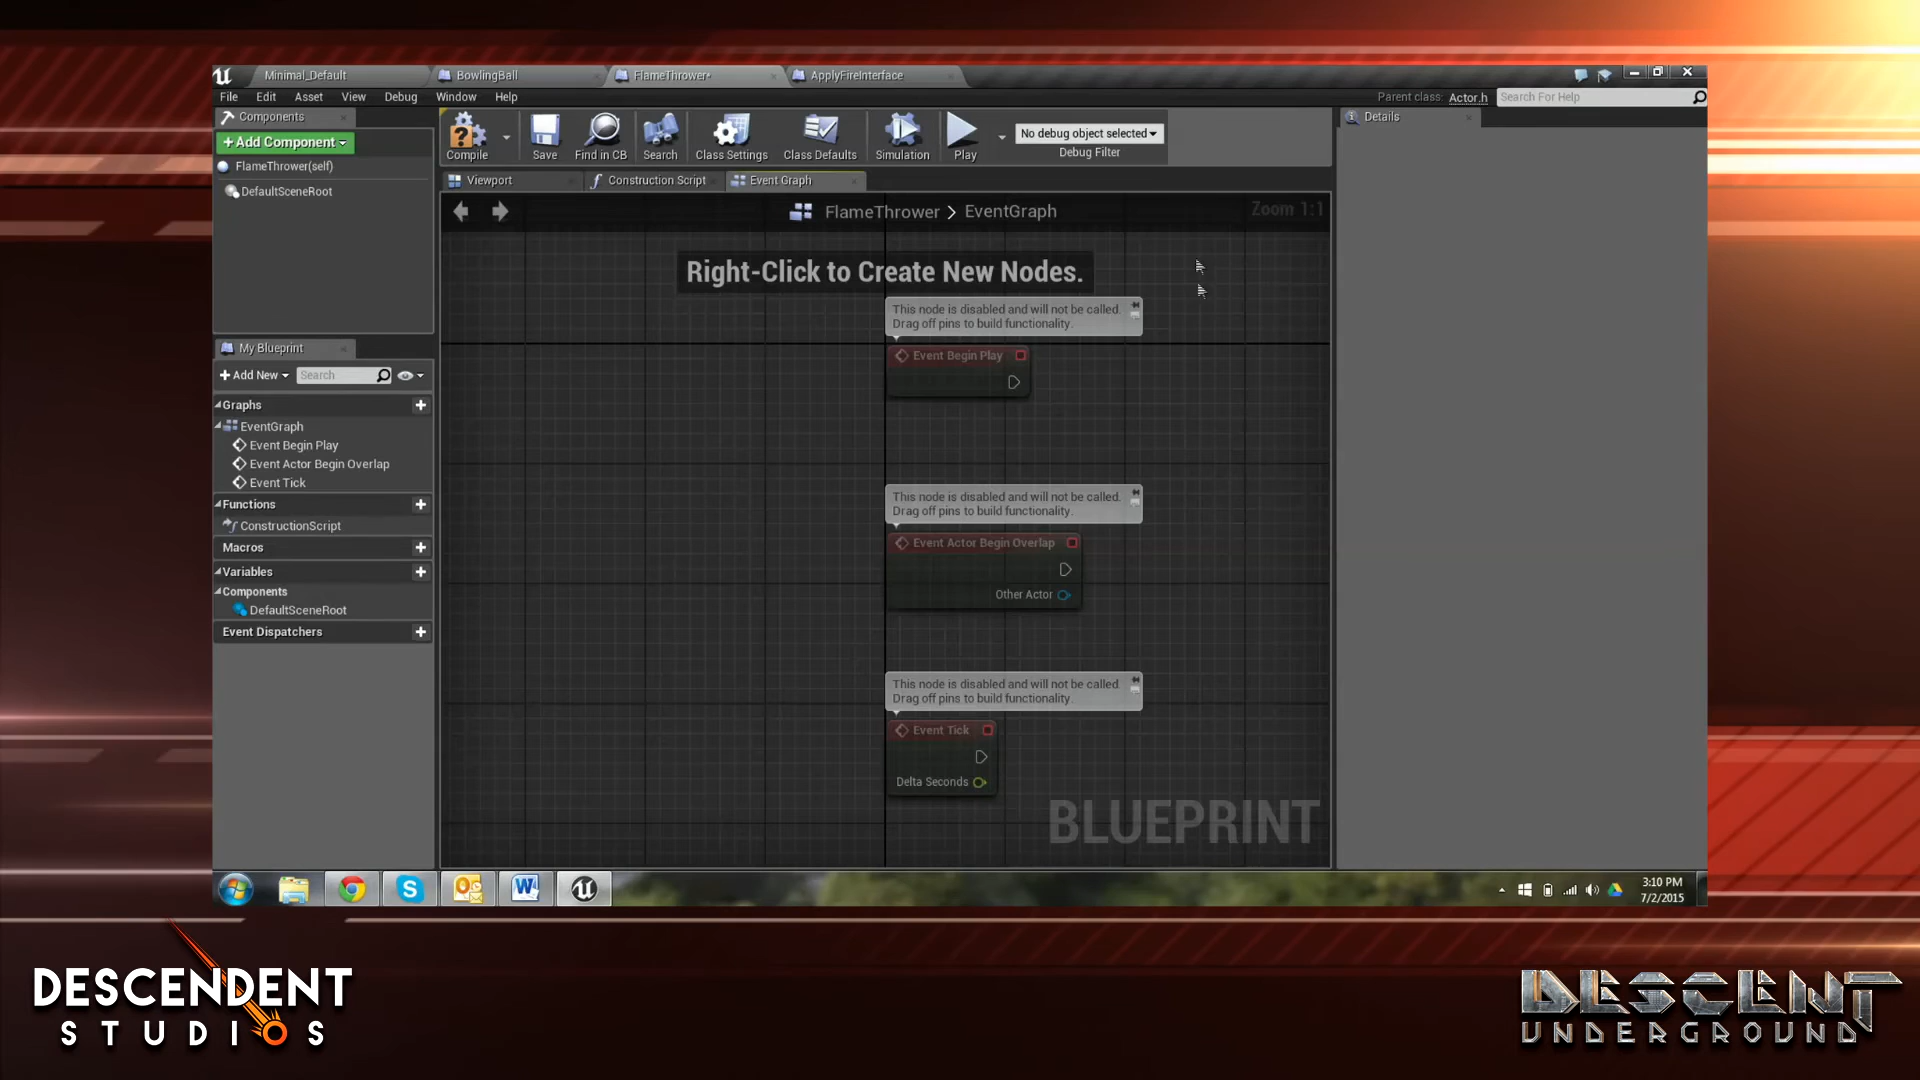 Minimal_Default
BowlingBall
FlameThrower*
ApplyFireInterface
File Edit Asset View Debug Window Help
Parent class: Actor.h
Search For Help
Components
+Add Component
FlameThrower(self)
DefaultSceneRoot
Compile
Save
Find in CB
Search
Class Settings
Class Defaults
Simulation
Play
No debug object selected
Debug Filter
Details
Viewport
Construction Script
Event Graph
FlameThrower > EventGraph
Zoom 1:1
Right-Click to Create New Nodes.
This node is disabled and will not be called.
Drag off pins to build functionality.
Event Begin Play
This node is disabled and will not be called.
Drag off pins to build functionality.
Event Actor Begin Overlap
Other Actor
This node is disabled and will not be called.
Drag off pins to build functionality.
Event Tick
Delta Seconds
BLUEPRINT
My Blueprint
+Add New
Search
Graphs
EventGraph
Event Begin Play
Event Actor Begin Overlap
Event Tick
Functions
ConstructionScript
Macros
Variables
Components
DefaultSceneRoot
Event Dispatchers
3:10 PM
7/2/2015
DESCENDENT
STUDIOS
DESCENT
UNDERGROUND